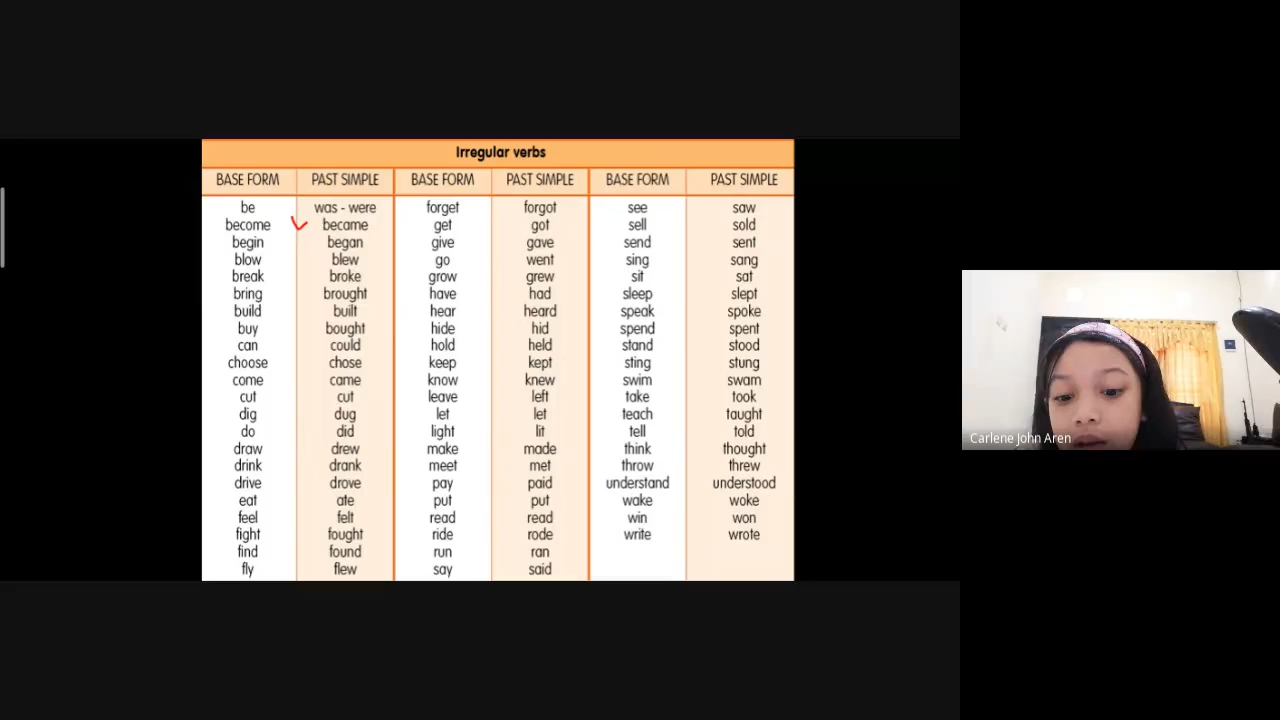 Irregular verbs
BASE FORM PAST SIMPLE BASE FORM PAST SIMPLE BASE FORM PAST SIMPLE
be was - were forget forgot see saw
become became get got sell sold
begin began give gave send sent
blow blew go went sing sang
break broke grow grew sit sat
bring brought have had sleep slept
build built hear heard speak spoke
buy bought hide hid spend spent
can could hold held stand stood
choose chose keep kept sting stung
come came know knew swim swam
cut cut leave left take took
dig dug let let teach taught
do did light lit tell told
draw drew make made think thought
drink drank meet met throw threw
drive drove pay paid understand understood
eat ate put put wake woke
feel felt read read win won
fight fought ride rode write wrote
find found run ran
fly flew say said
Carlene John Aren